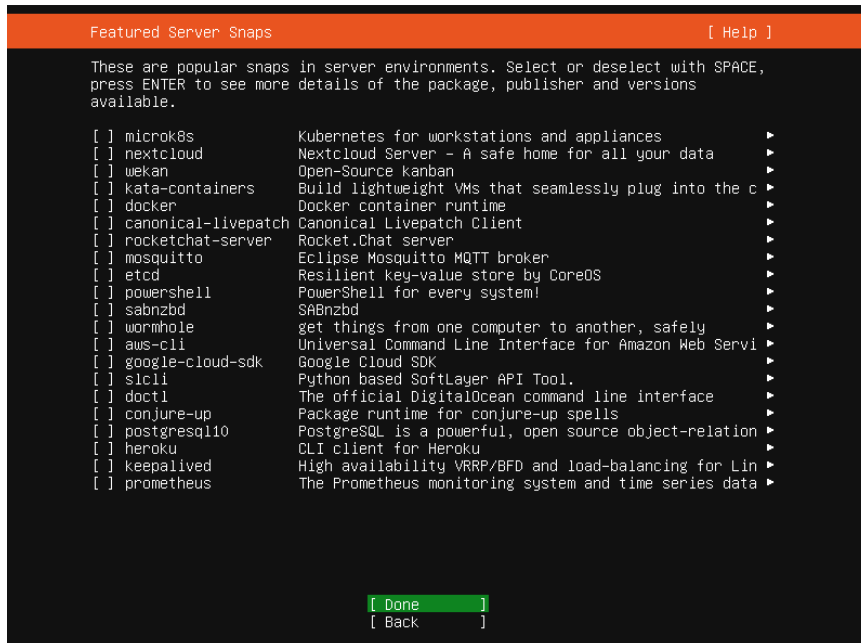 Featured Server Snaps [ Help ]
These are popular snaps in server environments. Select or deselect with SPACE,
press ENTER to see more details of the package, publisher and versions
available.
[ ] microk8s Kubernetes for workstations and appliances ▸
[ ] nextcloud Nextcloud Server - A safe home for all your data ▸
[ ] wekan Open-Source kanban ▸
[ ] kata-containers Build lightweight VMs that seamlessly plug into the c ▸
[ ] docker Docker container runtime ▸
[ ] canonical-livepatch Canonical Livepatch Client ▸
[ ] rocketchat-server Rocket.Chat server ▸
[ ] mosquitto Eclipse Mosquitto MQTT broker ▸
[ ] etcd Resilient key-value store by CoreOS ▸
[ ] powershell PowerShell for every system! ▸
[ ] sabnzbd SABnzbd ▸
[ ] wormhole get things from one computer to another, safely ▸
[ ] aws-cli Universal Command Line Interface for Amazon Web Servi ▸
[ ] google-cloud-sdk Google Cloud SDK ▸
[ ] slcli Python based SoftLayer API Tool. ▸
[ ] doctl The official DigitalOcean command line interface ▸
[ ] conjure-up Package runtime for conjure-up spells ▸
[ ] postgresql10 PostgreSQL is a powerful, open source object-relation ▸
[ ] heroku CLI client for Heroku ▸
[ ] keepalived High availability VRRP/BFD and load-balancing for Lin ▸
[ ] prometheus The Prometheus monitoring system and time series data ▸
[ Done ]
[ Back ]